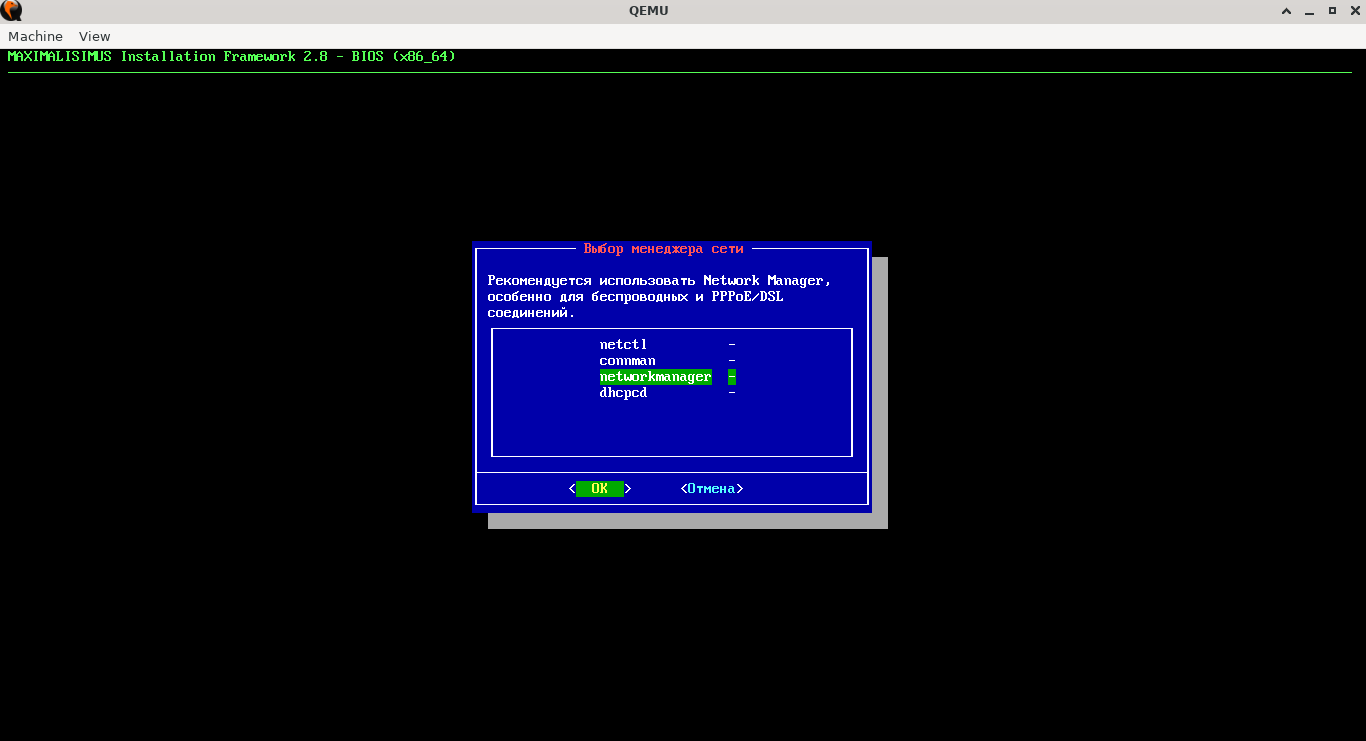 QEMU
Machine View
MAXIMALISIMUS Installation Framework 2.8 - BIOS (x86_64)
Выбор менеджера сети
Рекомендуется использовать Network Manager,
особенно для беспроводных и PPPoE/DSL
соединений.
netctl -
connman -
networkmanager -
dhcpcd -
< OK > <Отмена>